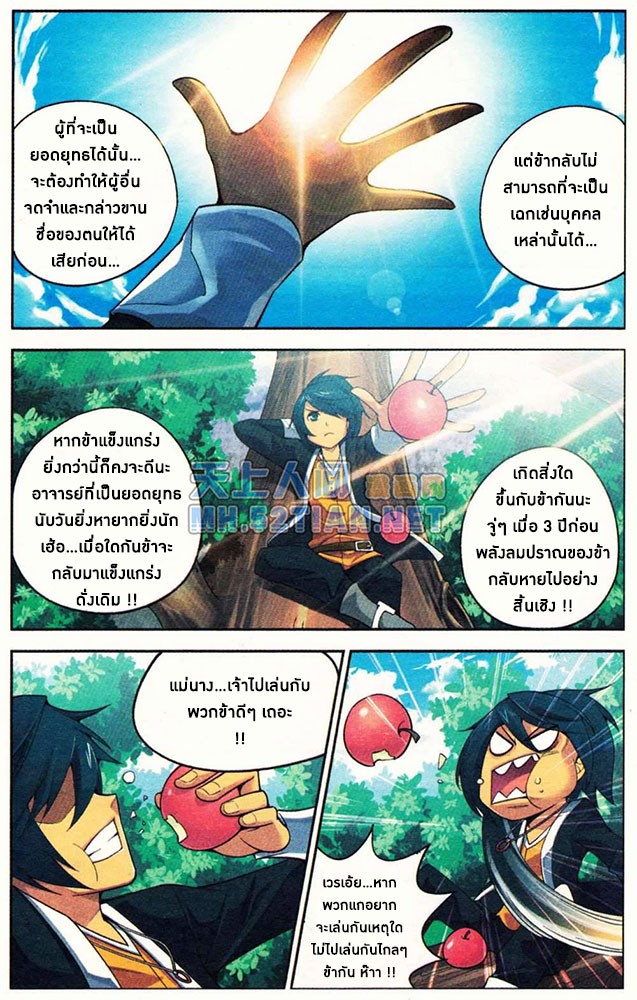 ผู้ที่จะเป็น
ยอดยุทธได้นั้น...
จะต้องทำให้ผู้อื่น
จดจำและกล่าวขาน
ชื่อของตนให้ได้
เสียก่อน...
แต่ข้ากลับไม่
สามารถที่จะเป็น
เฉกเช่นบุคคล
เหล่านั้นได้...
หากข้าแข็งแกร่ง
ยิ่งกว่านี้ก็คงจะดีนะ
อาจารย์ที่เป็นยอดยุทธ
นับวันยิ่งหายากยิ่งนัก
เฮ้อ...เมื่อใดกันข้าจะ
กลับมาแข็งแกร่ง
ดั่งเดิม !!
เกิดสิ่งใด
ขึ้นกับข้ากันนะ
จู่ๆ เมื่อ 3 ปีก่อน
พลังลมปราณของข้า
กลับหายไปอย่าง
สิ้นเชิง !!
天上人间
MH.52TIAN.NET
แม่นาง...เจ้าไปเล่นกับ
พวกข้าดีๆ เถอะ
!!
เวรเอ้ย...หาก
พวกแกอยาก
จะเล่นกันเหตุใด
ไม่ไปเล่นกันไกลๆ
ข้ากัน ห๊าา !!